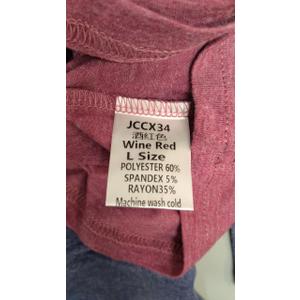 JCCX34
酒紅色
Wine Red
L Size
POLYESTER 60%
SPANDEX 5%
RAYON35%
Machine wash cold